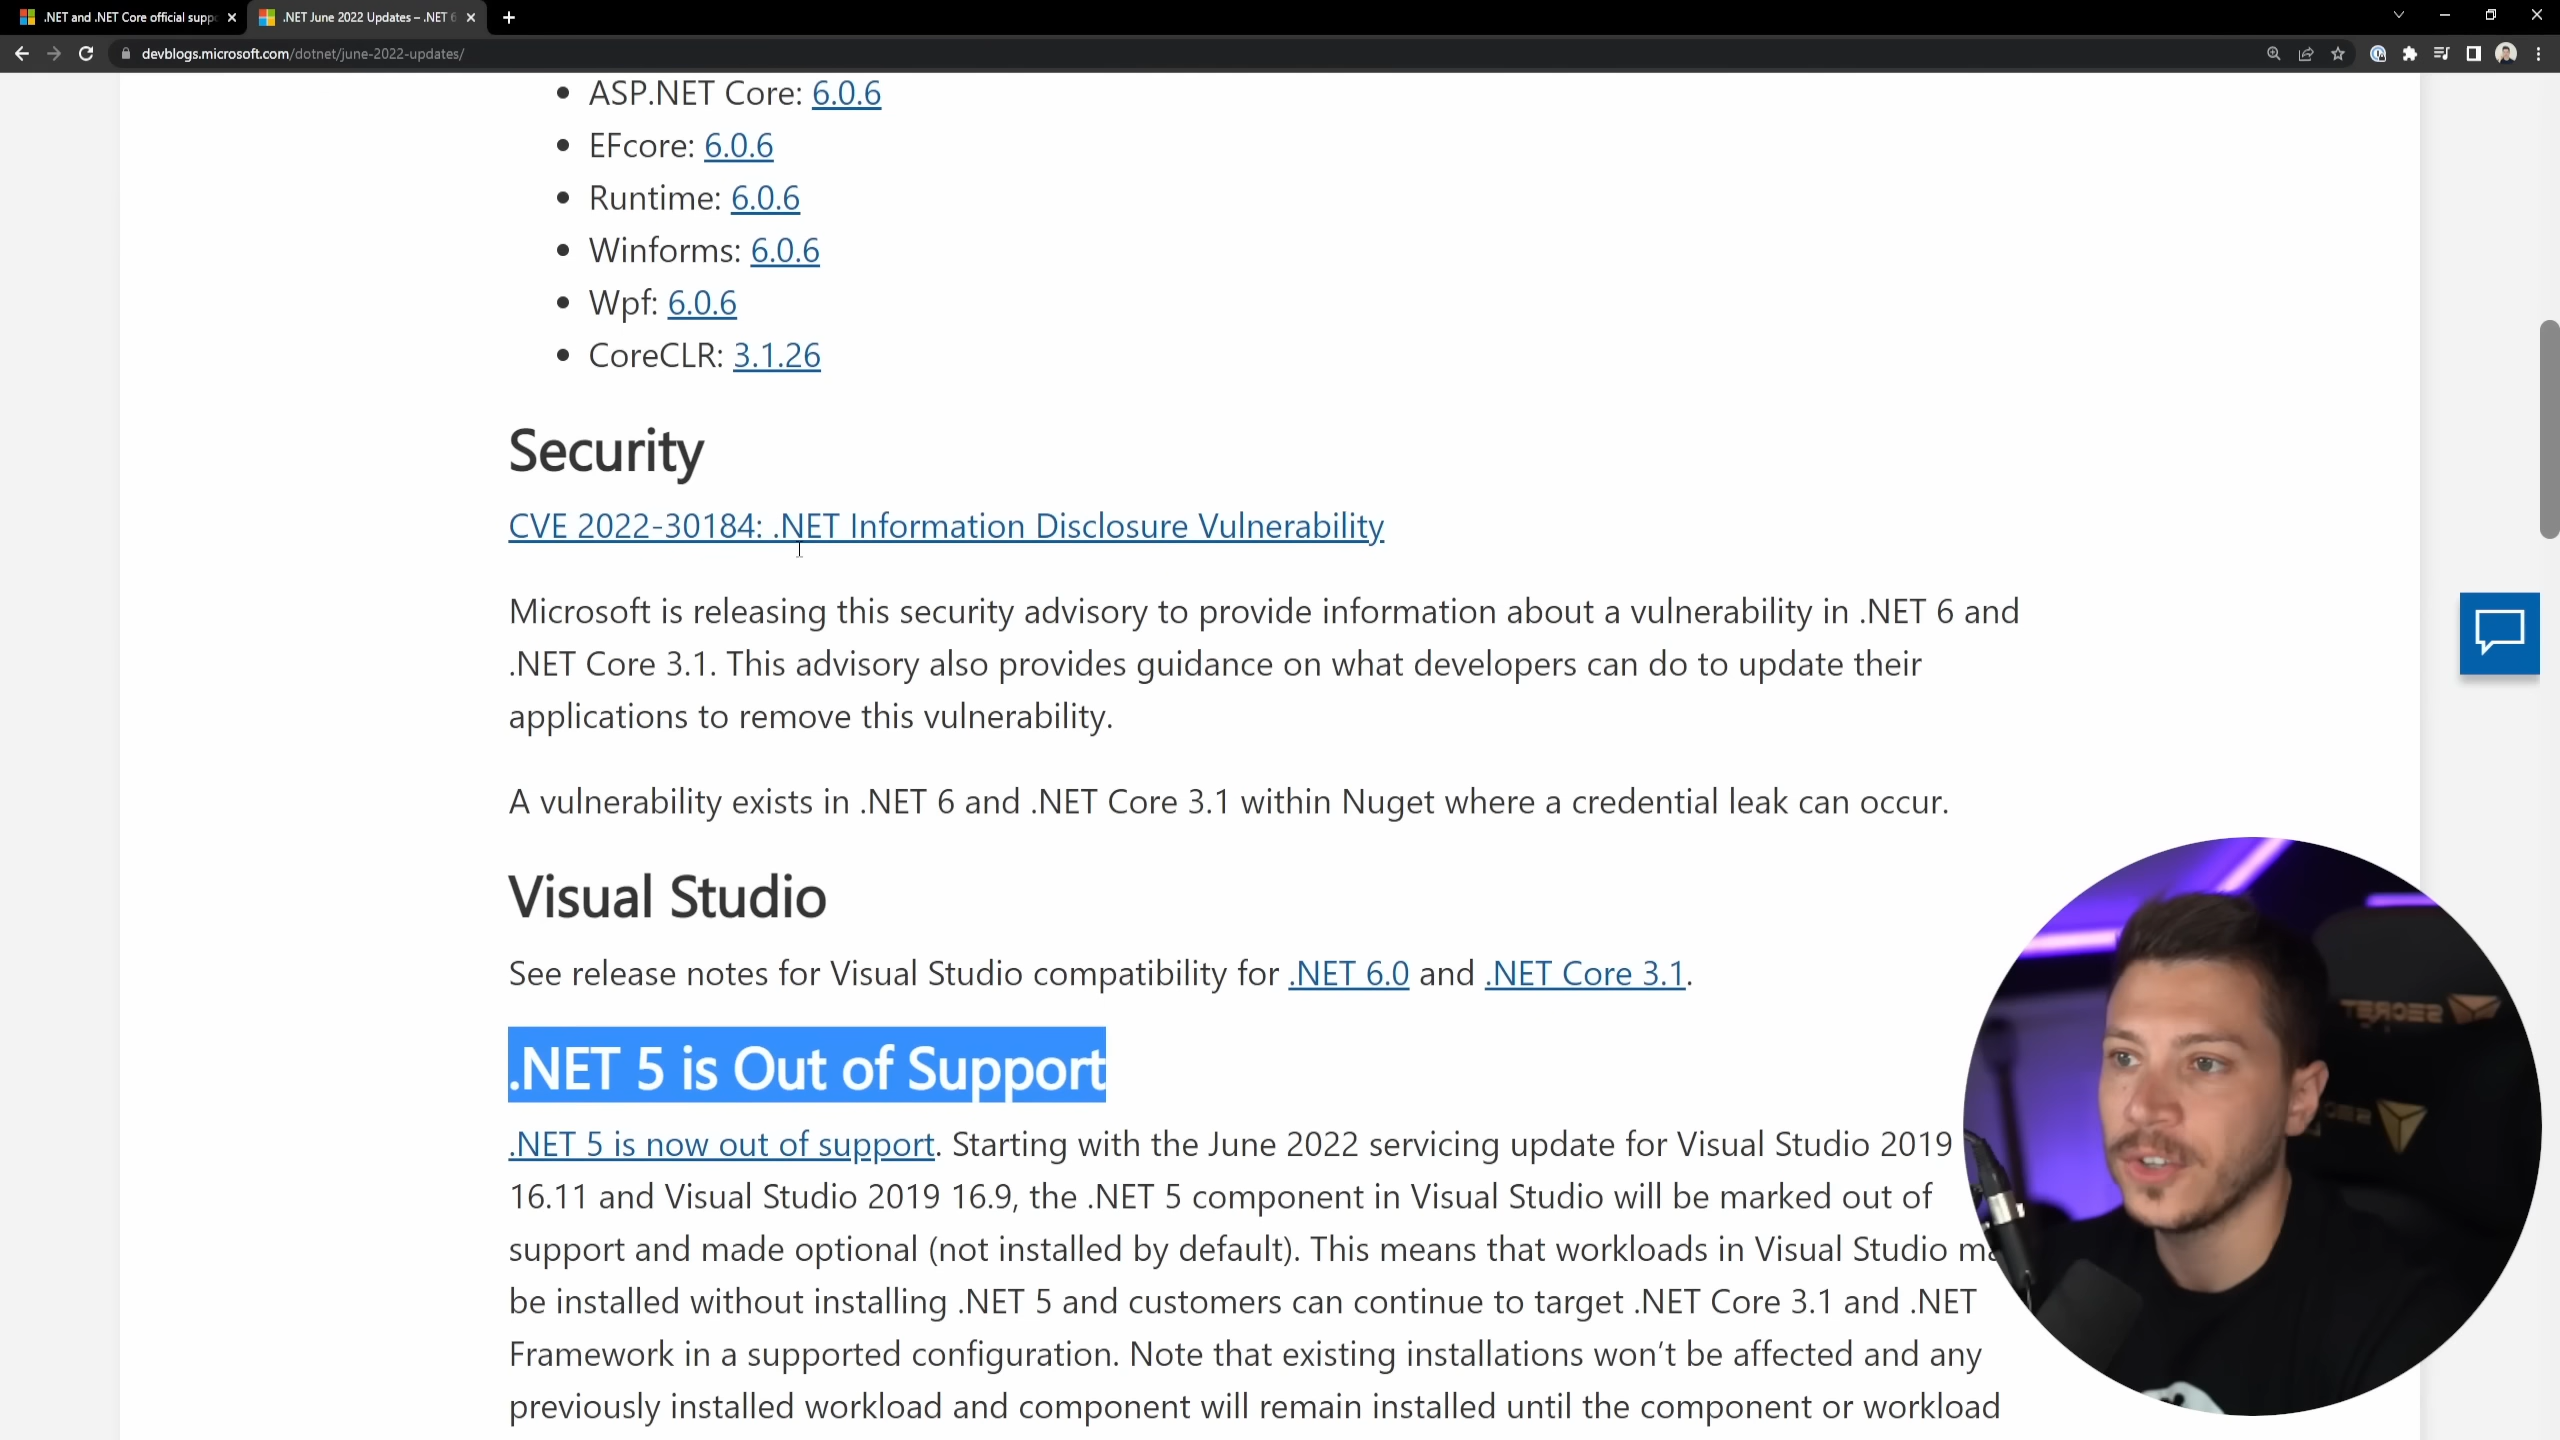 .NET and .NET Core official supp
.NET June 2022 Updates – .NET 6
devblogs.microsoft.com/dotnet/june-2022-updates/
ASP.NET Core: 6.0.6
EFcore: 6.0.6
Runtime: 6.0.6
Winforms: 6.0.6
Wpf: 6.0.6
CoreCLR: 3.1.26
Security
CVE 2022-30184: .NET Information Disclosure Vulnerability
Microsoft is releasing this security advisory to provide information about a vulnerability in .NET 6 and
.NET Core 3.1. This advisory also provides guidance on what developers can do to update their
applications to remove this vulnerability.
A vulnerability exists in .NET 6 and .NET Core 3.1 within Nuget where a credential leak can occur.
Visual Studio
See release notes for Visual Studio compatibility for .NET 6.0 and .NET Core 3.1.
.NET 5 is Out of Support
.NET 5 is now out of support. Starting with the June 2022 servicing update for Visual Studio 2019
16.11 and Visual Studio 2019 16.9, the .NET 5 component in Visual Studio will be marked out of
support and made optional (not installed by default). This means that workloads in Visual Studio
be installed without installing .NET 5 and customers can continue to target .NET Core 3.1 and .NET
Framework in a supported configuration. Note that existing installations won't be affected and any
previously installed workload and component will remain installed until the component or workload